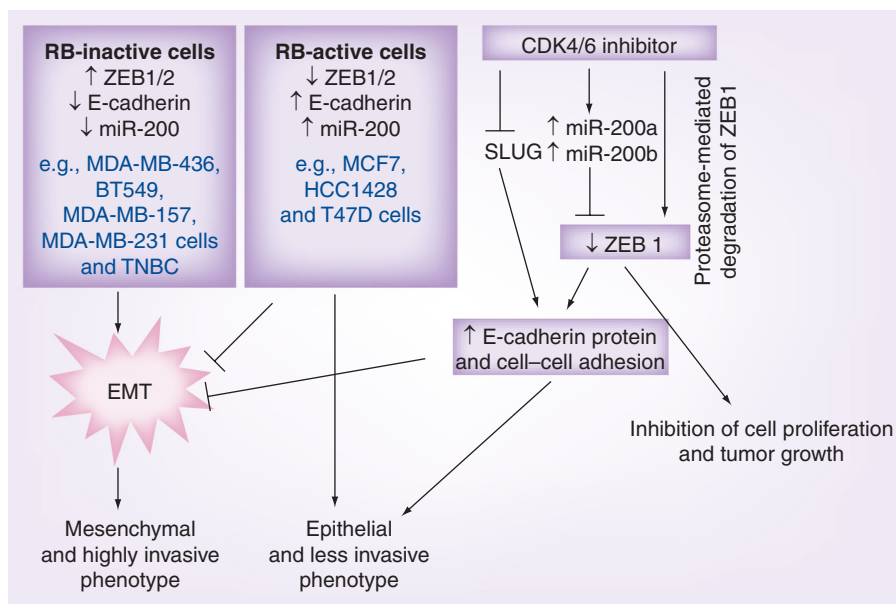 RB-inactive cells
↑ ZEB1/2
↓ E-cadherin
↓ miR-200
e.g., MDA-MB-436,
BT549,
MDA-MB-157,
MDA-MB-231 cells
and TNBC
RB-active cells
↓ ZEB1/2
↑ E-cadherin
↑ miR-200
e.g., MCF7,
HCC1428
and T47D cells
CDK4/6 inhibitor
SLUG
↑ miR-200a
↑ miR-200b
Proteasome-mediated
degradation of ZEB1
↓ ZEB 1
↑ E-cadherin protein
and cell–cell adhesion
EMT
Inhibition of cell proliferation
and tumor growth
Mesenchymal
and highly invasive
phenotype
Epithelial
and less invasive
phenotype